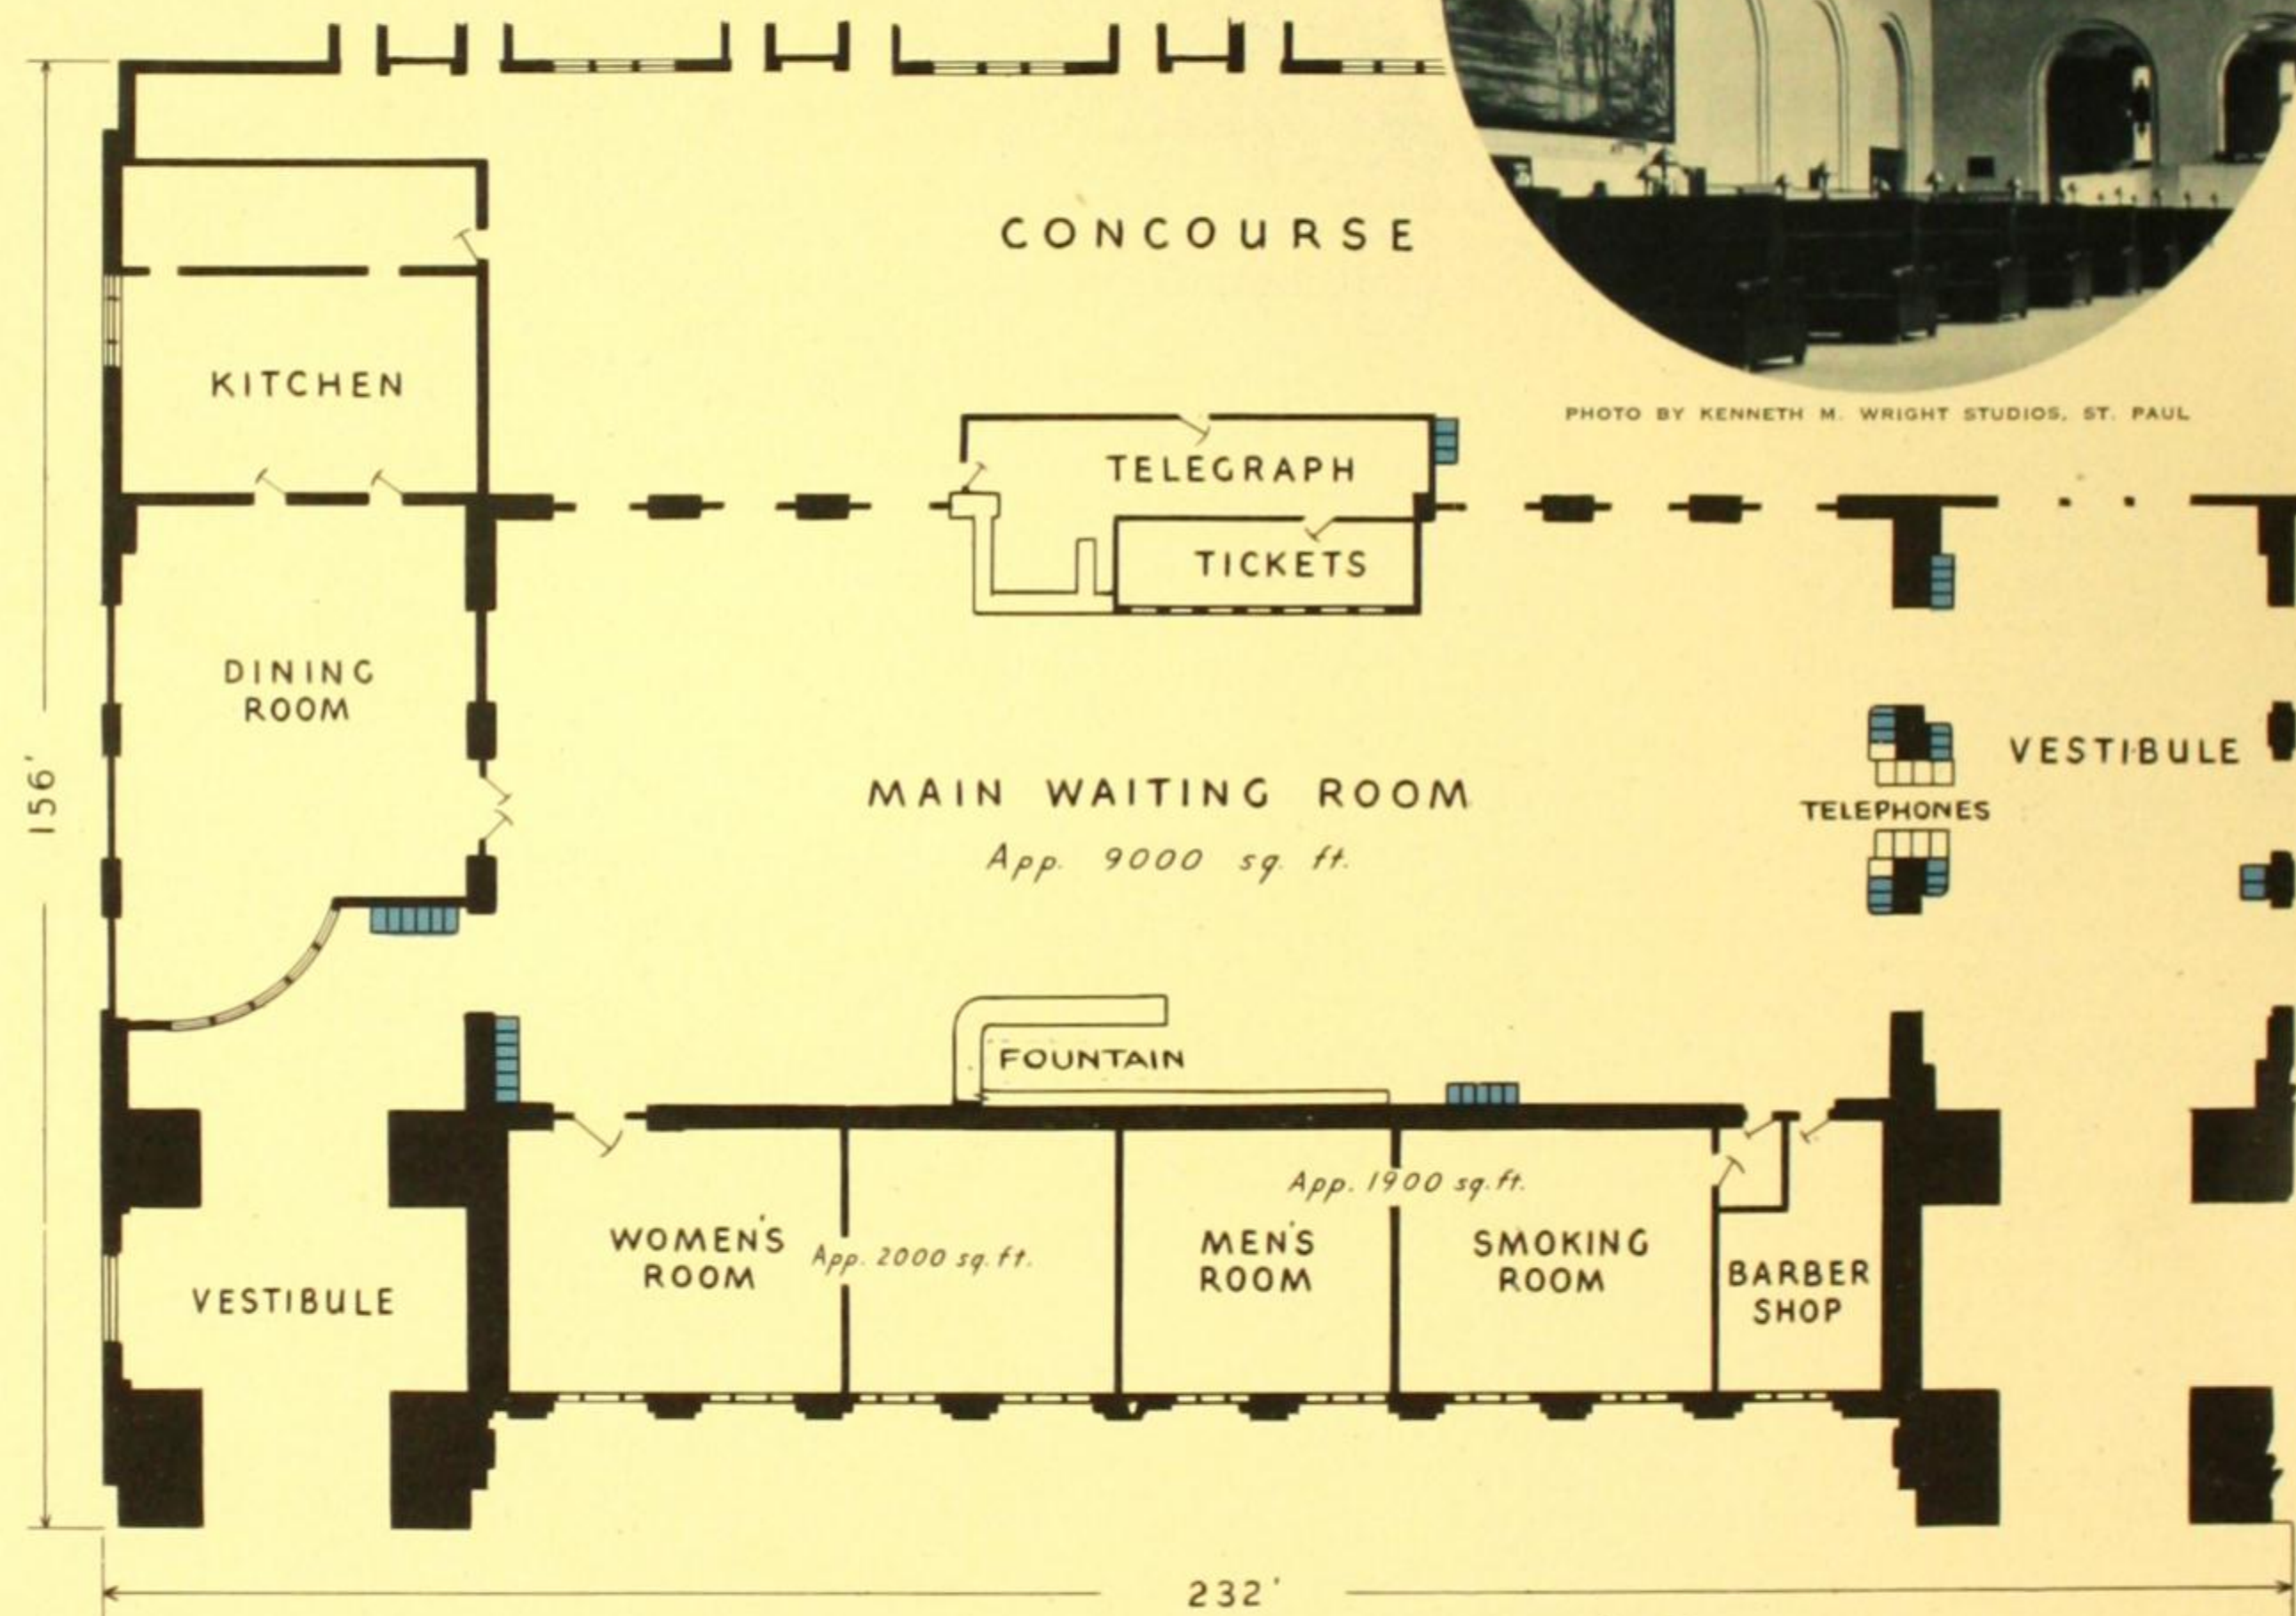 CONCOURSE
KITCHEN
PHOTO BY KENNETH M. WRIGHT STUDIOS, ST. PAUL
TELEGRAPH
TICKETS
DINING
ROOM
156'
MAIN WAITING ROOM
App. 9000 sq. ft.
VESTIBULE
TELEPHONES
FOUNTAIN
WOMEN'S
ROOM
App. 2000 sq. ft.
App. 1900 sq. ft.
MEN'S
ROOM
SMOKING
ROOM
BARBER
SHOP
VESTIBULE
232'